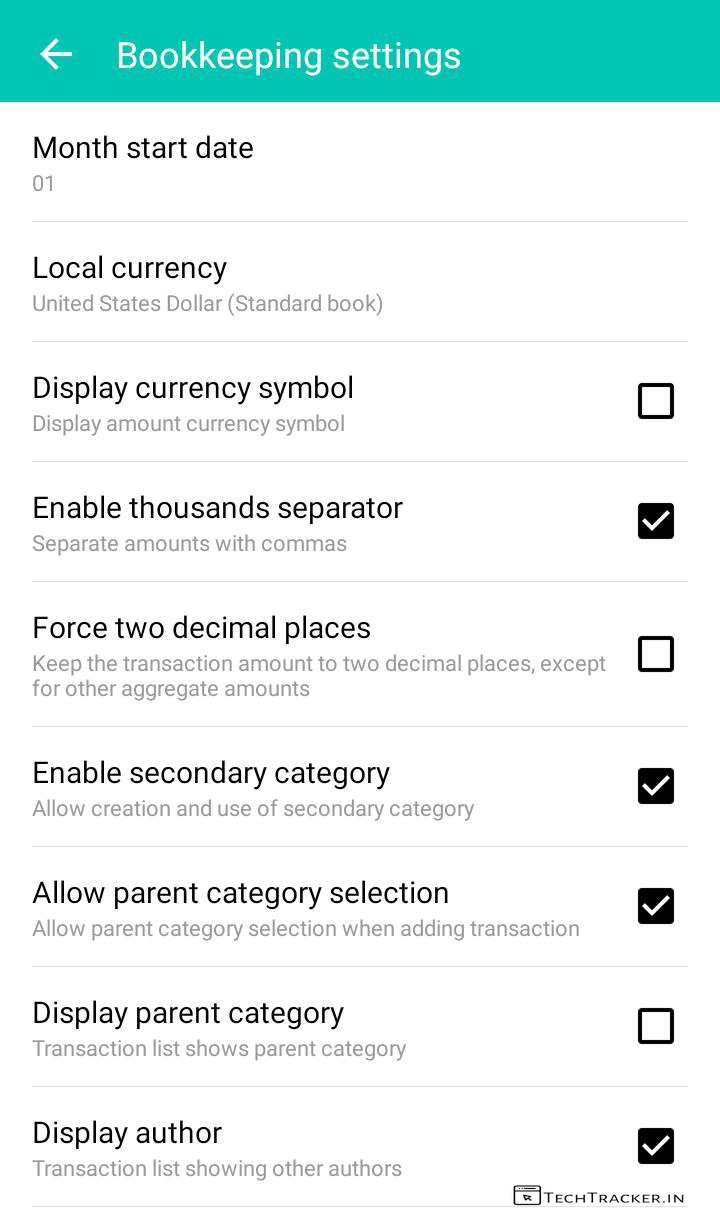 Bookkeeping settings
Month start date
01
Local currency
United States Dollar (Standard book)
Display currency symbol
Display amount currency symbol
Enable thousands separator
Separate amounts with commas
Force two decimal places
Keep the transaction amount to two decimal places, except
for other aggregate amounts
Enable secondary category
Allow creation and use of secondary category
Allow parent category selection
Allow parent category selection when adding transaction
Display parent category
Transaction list shows parent category
Display author
Transaction list showing other authors
TECHTRACKER.IN